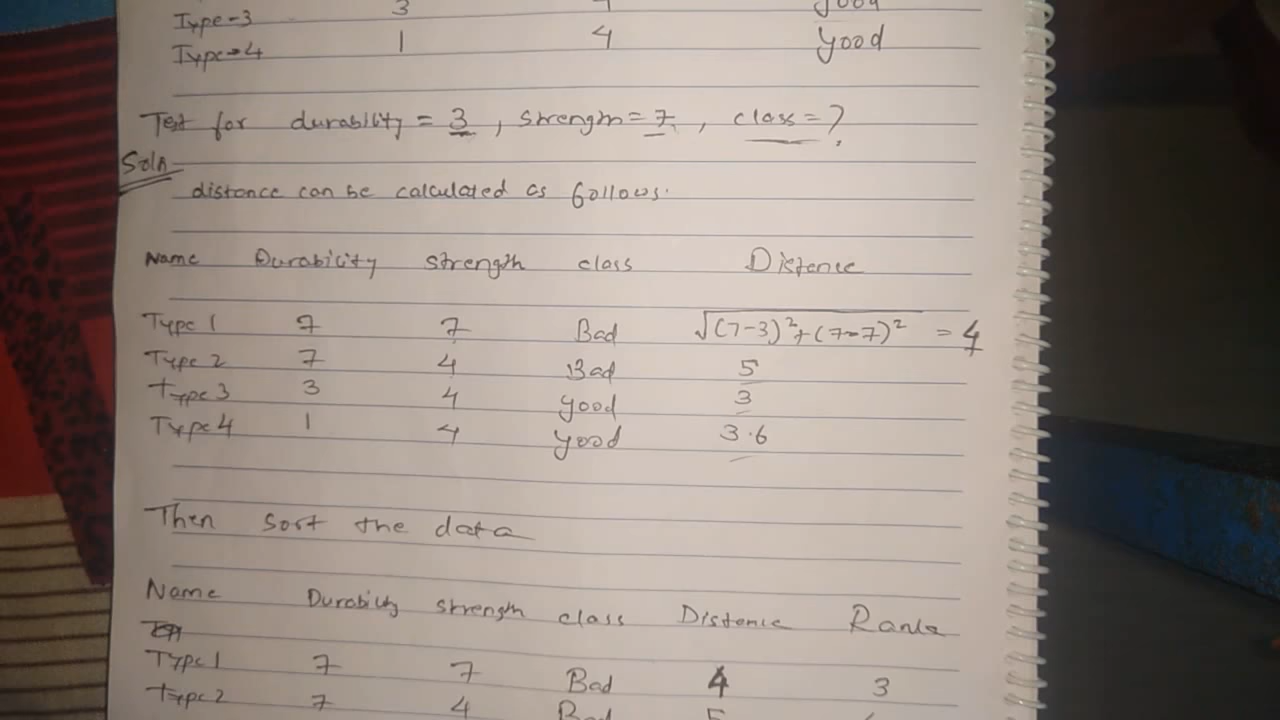 Type-3 3 4 good
Type-4 1 4 good
Test for durability = 3, strength = 7, class = ?
Soln
distance can be calculated as follows.
Name Durability strength class Distance
Type 1 7 7 Bad √(7-3)²+(7-7)² = 4
Type 2 7 4 Bad 5
Type 3 3 4 good 3
Type 4 1 4 good 3.6
Then sort the data
Name Durability strength class Distance Rank
Type 1 7 7 Bad 4 3
Type 2 7 4 Bad 5